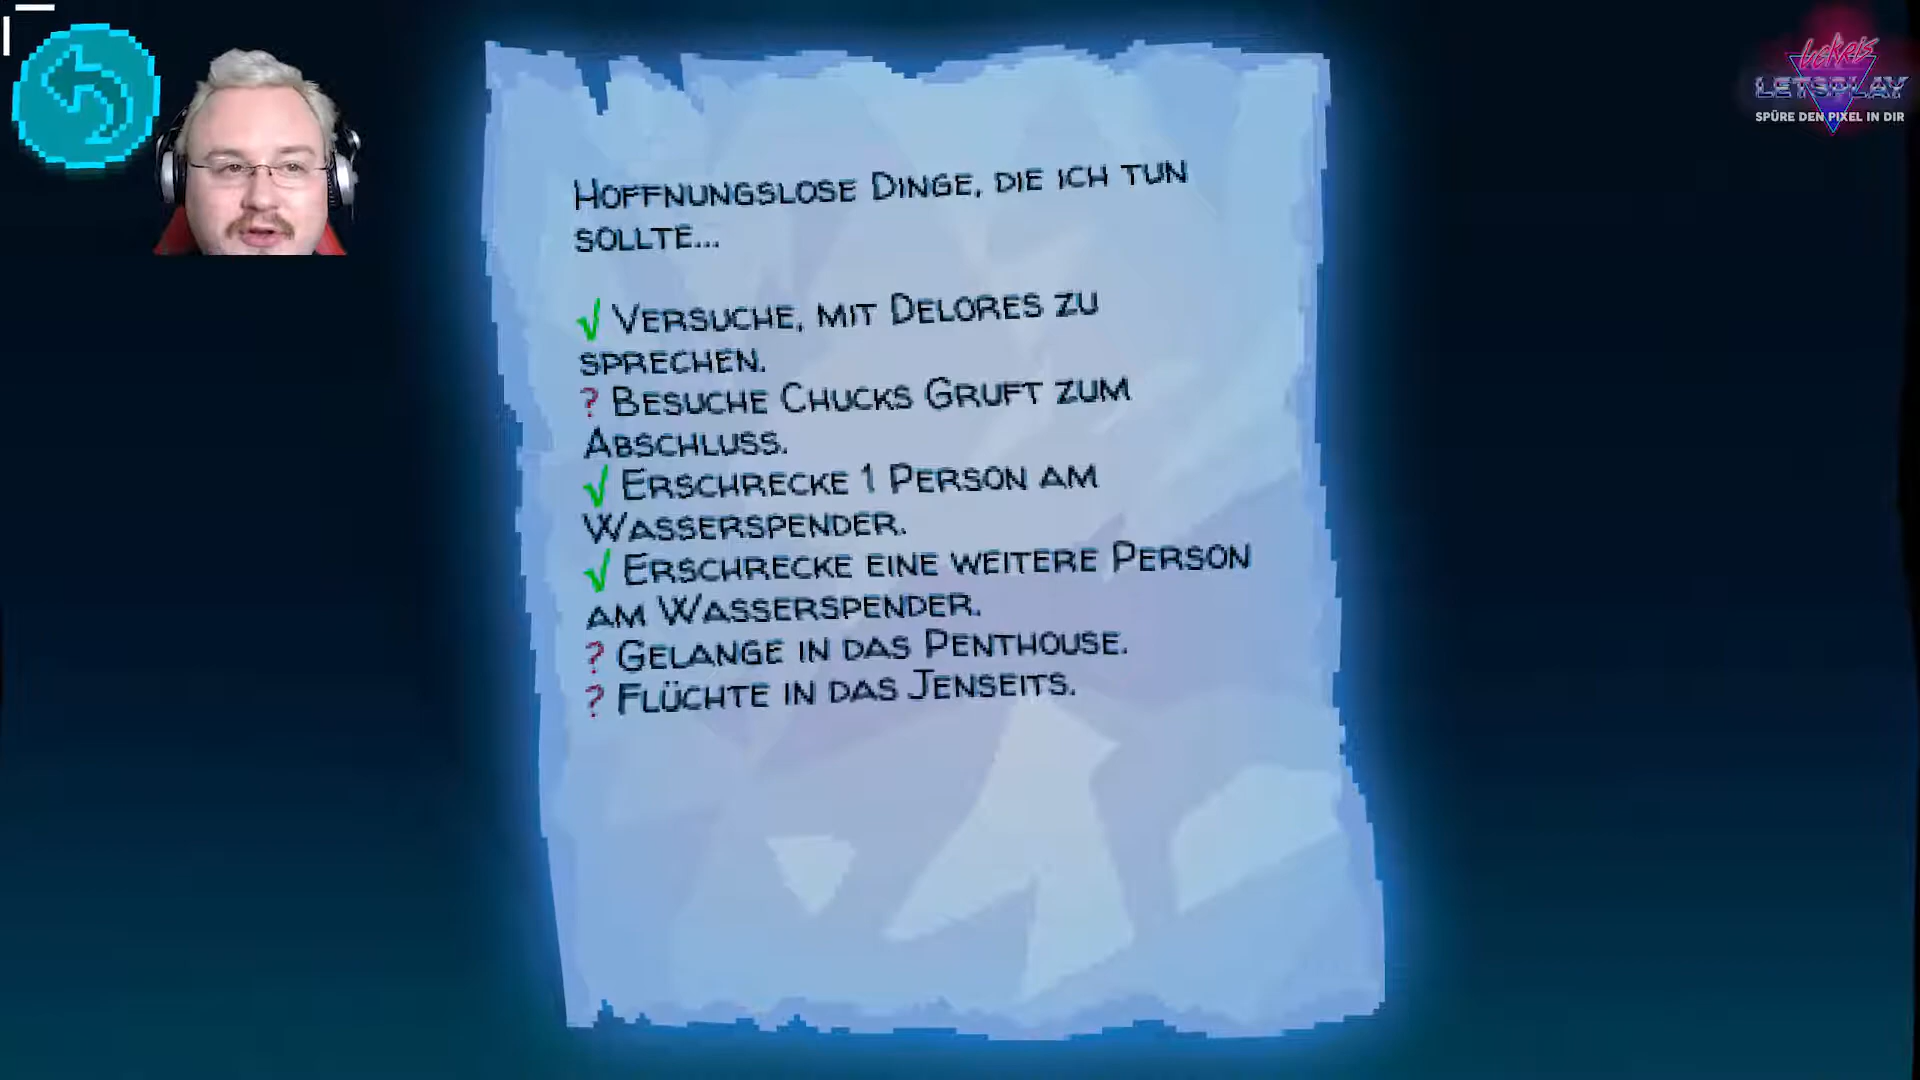 Lekris
LETSPLAY
SPÜRE DEN PIXEL IN DIR
HOFFNUNGSLOSE DINGE, DIE ICH TUN
SOLLTE...
√ VERSUCHE, MIT DELORES ZU
SPRECHEN.
? BESUCHE CHUCKS GRUFT ZUM
ABSCHLUSS.
√ ERSCHRECKE 1 PERSON AM
WASSERSPENDER.
√ ERSCHRECKE EINE WEITERE PERSON
AM WASSERSPENDER.
? GELANGE IN DAS PENTHOUSE.
? FLÜCHTE IN DAS JENSEITS.